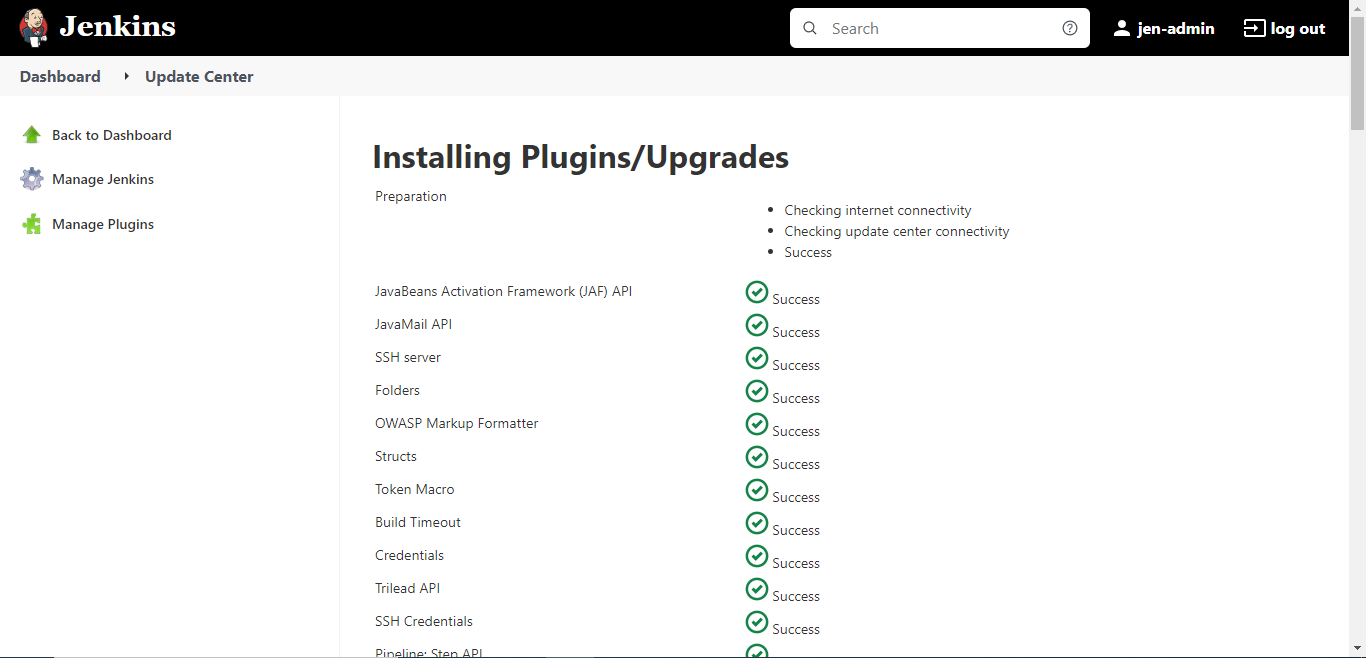 Jenkins
Search
jen-admin
log out
Dashboard
Update Center
Back to Dashboard
Manage Jenkins
Manage Plugins
Installing Plugins/Upgrades
Preparation
Checking internet connectivity
Checking update center connectivity
Success
JavaBeans Activation Framework (JAF) API Success
JavaMail API Success
SSH server Success
Folders Success
OWASP Markup Formatter Success
Structs Success
Token Macro Success
Build Timeout Success
Credentials Success
Trilead API Success
SSH Credentials Success
Pipeline: Step API